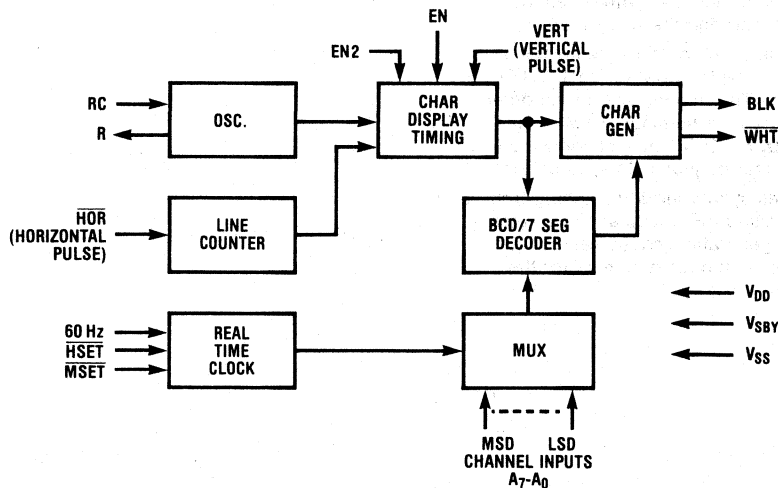 EN
EN2
VERT
(VERTICAL
PULSE)
RC
R
OSC.
CHAR
DISPLAY
TIMING
CHAR
GEN
BLK
WHT
HOR
(HORIZONTAL
PULSE)
LINE
COUNTER
BCD/7 SEG
DECODER
60 Hz
HSET
MSET
REAL
TIME
CLOCK
MUX
VDD
VSBY
VSS
MSD LSD
CHANNEL INPUTS
A7-A0